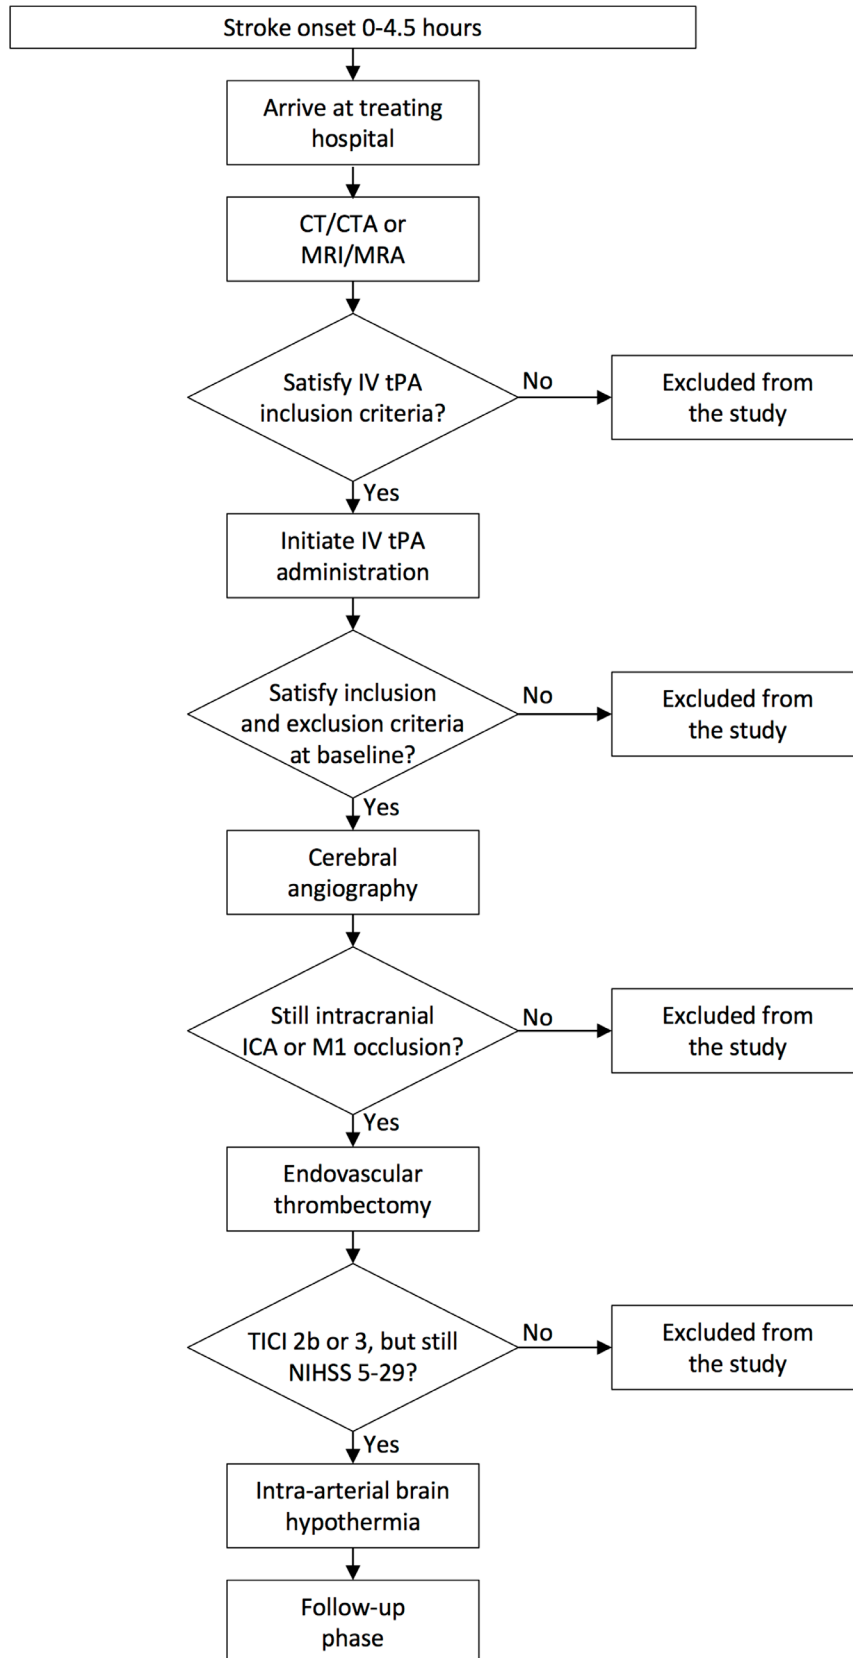 Stroke onset 0-4.5 hours
Arrive at treating
hospital
CT/CTA or
MRI/MRA
Satisfy IV tPA
inclusion criteria?
No
Excluded from
the study
Yes
Initiate IV tPA
administration
Satisfy inclusion
and exclusion criteria
at baseline?
No
Excluded from
the study
Yes
Cerebral
angiography
Still intracranial
ICA or M1 occlusion?
No
Excluded from
the study
Yes
Endovascular
thrombectomy
TICI 2b or 3, but still
NIHSS 5-29?
No
Excluded from
the study
Yes
Intra-arterial brain
hypothermia
Follow-up
phase